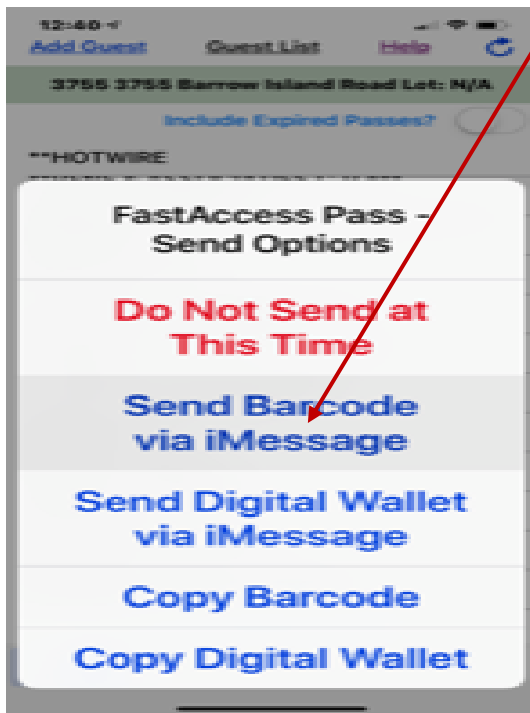 12:40
Add Guest Guest List Help
3755 3755 Barrow Island Road Lot: N/A
Include Expired Passes?
**HOTWIRE
FastAccess Pass -
Send Options
Do Not Send at
This Time
Send Barcode
via iMessage
Send Digital Wallet
via iMessage
Copy Barcode
Copy Digital Wallet